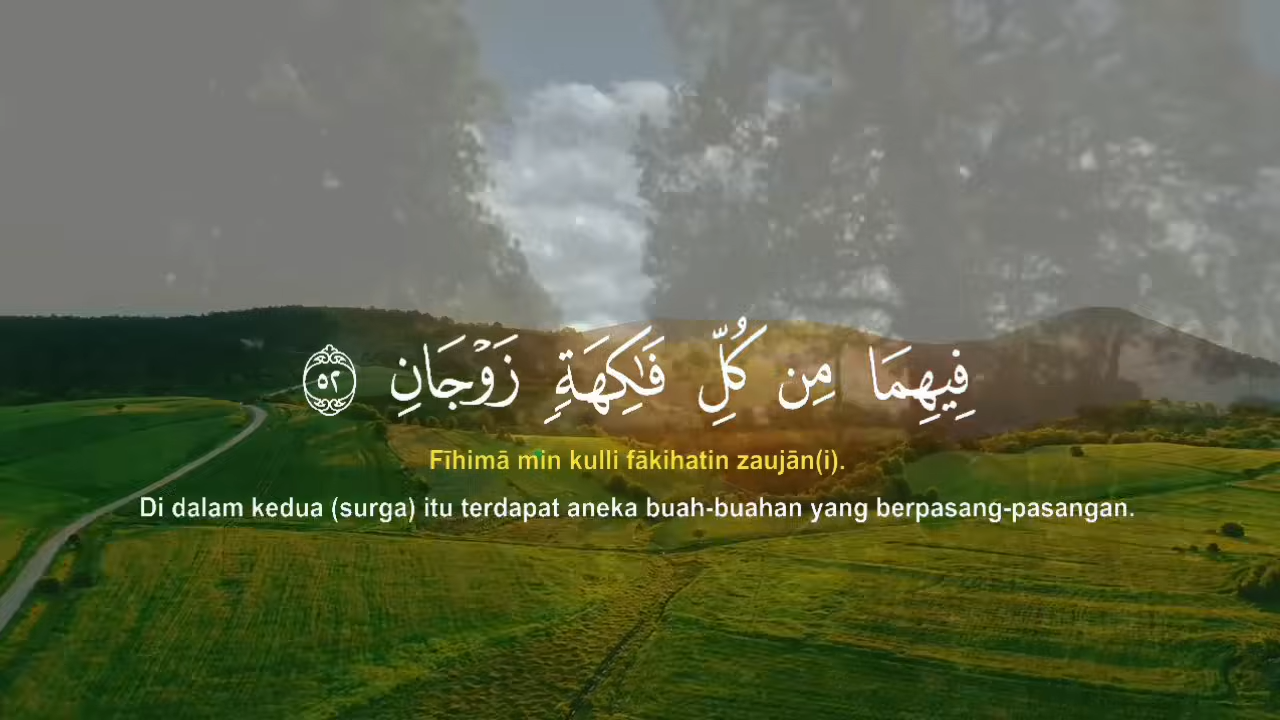 فِيهِمَا مِن كُلِّ فَٰكِهَةٍ زَوْجَانِ ٥٢
Fīhimā min kulli fākihatin zaujān(i).
Di dalam kedua (surga) itu terdapat aneka buah-buahan yang berpasang-pasangan.